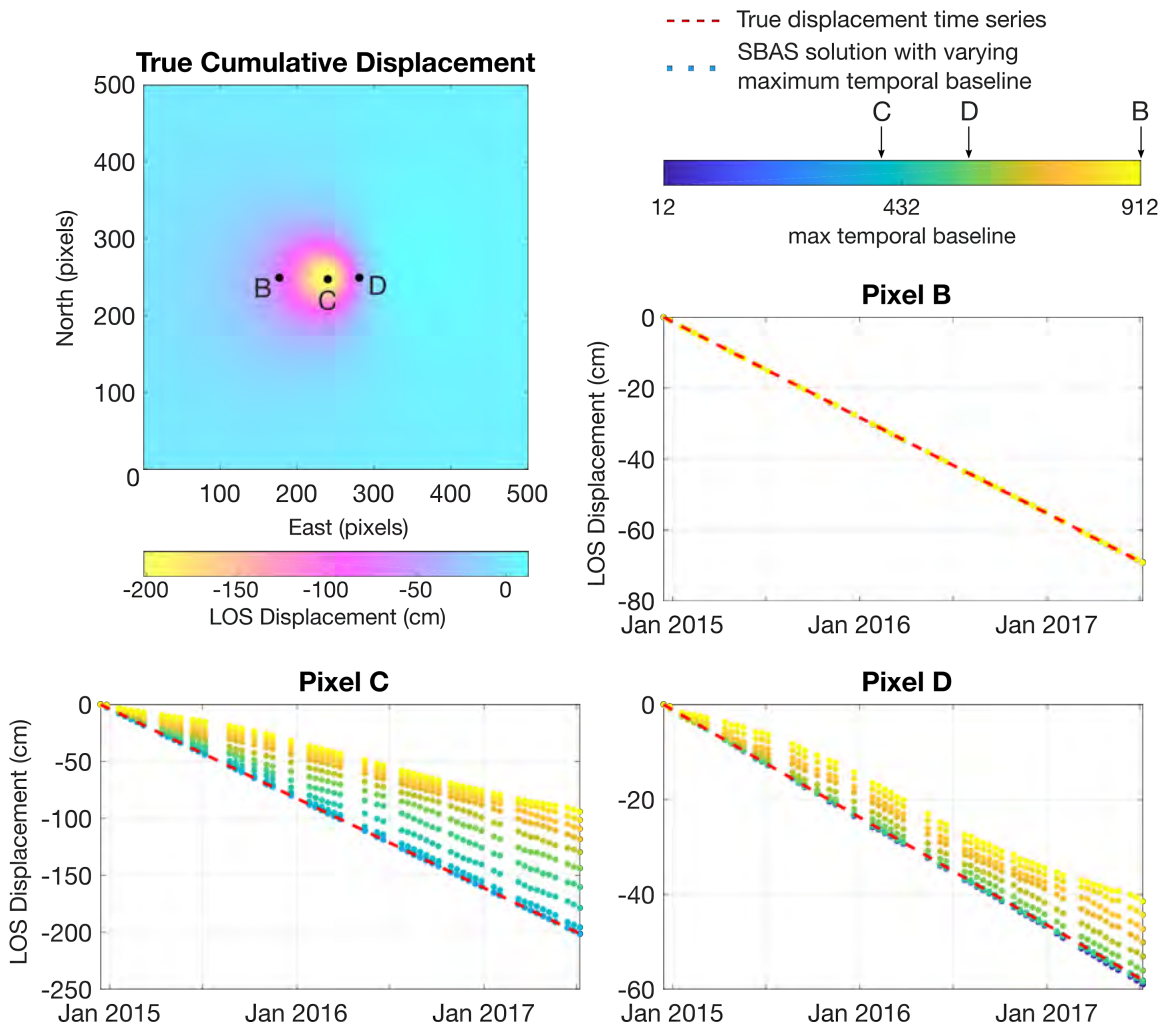 True displacement time series
SBAS solution with varying
maximum temporal baseline
C D B
12 432 912
max temporal baseline
True Cumulative Displacement
500
400
300
200
100
0
North (pixels)
B C D
100 200 300 400 500
East (pixels)
-200 -150 -100 -50 0
LOS Displacement (cm)
Pixel B
0
-20
-40
-60
-80
LOS Displacement (cm)
Jan 2015 Jan 2016 Jan 2017
Pixel C
0
-50
-100
-150
-200
-250
LOS Displacement (cm)
Jan 2015 Jan 2016 Jan 2017
Pixel D
0
-20
-40
-60
LOS Displacement (cm)
Jan 2015 Jan 2016 Jan 2017